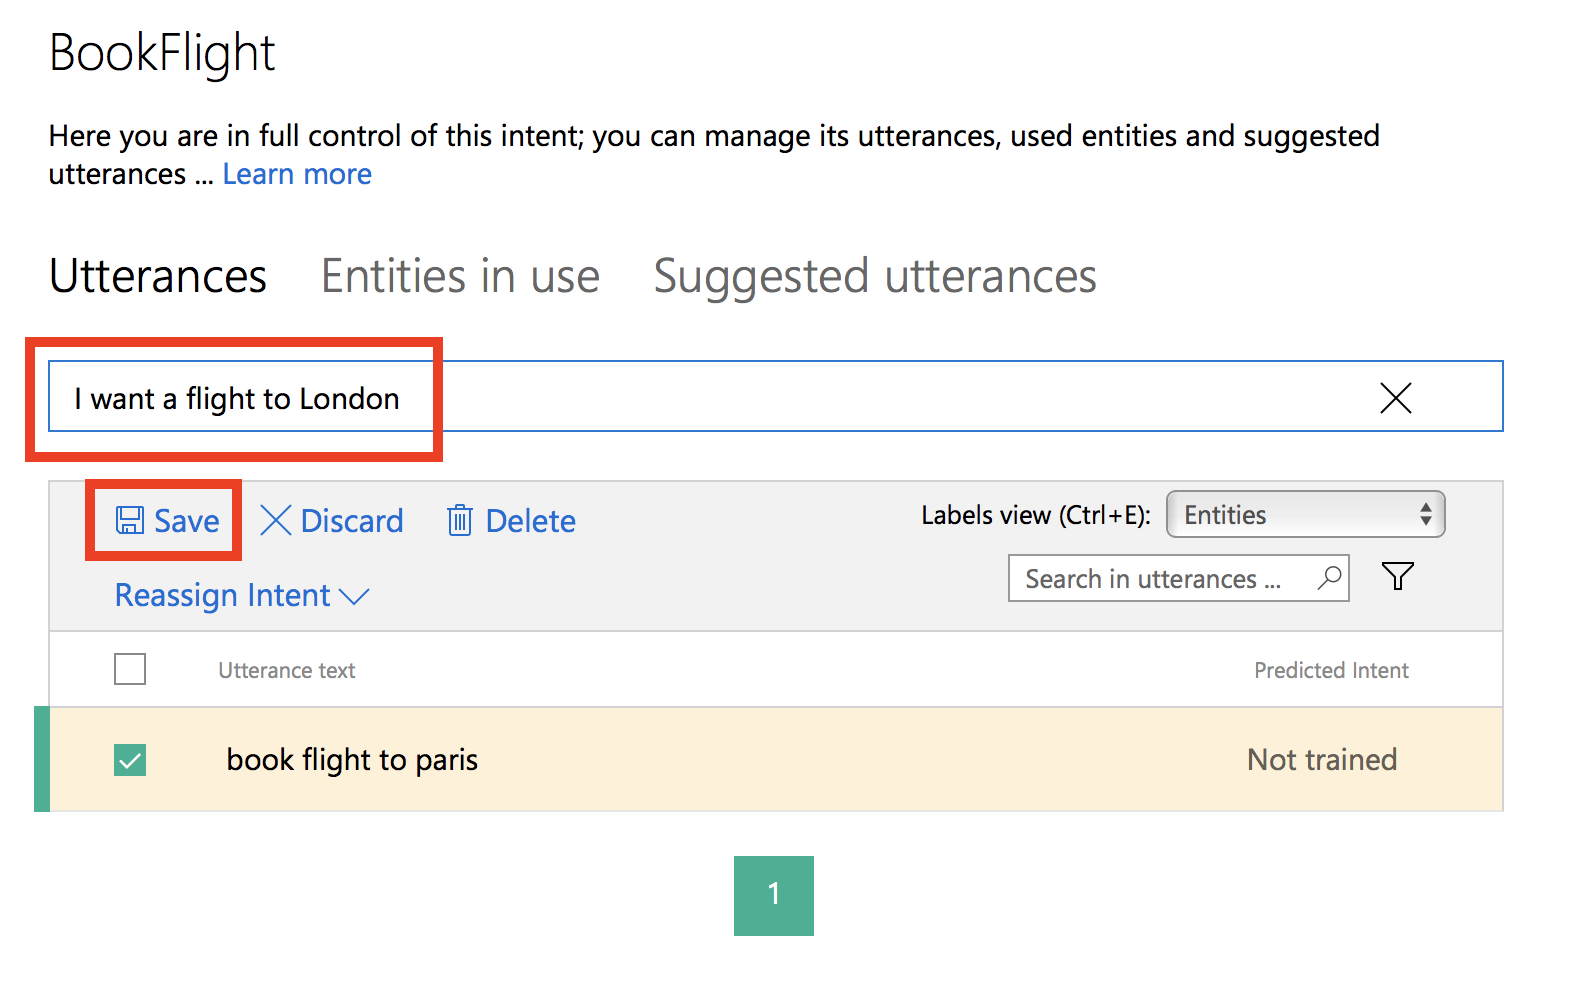 BookFlight
Here you are in full control of this intent; you can manage its utterances, used entities and suggested
utterances ... Learn more
Utterances Entities in use Suggested utterances
I want a flight to London
Save Discard Delete Labels view (Ctrl+E): Entities
Reassign Intent Search in utterances ...
Utterance text Predicted Intent
book flight to paris Not trained
1